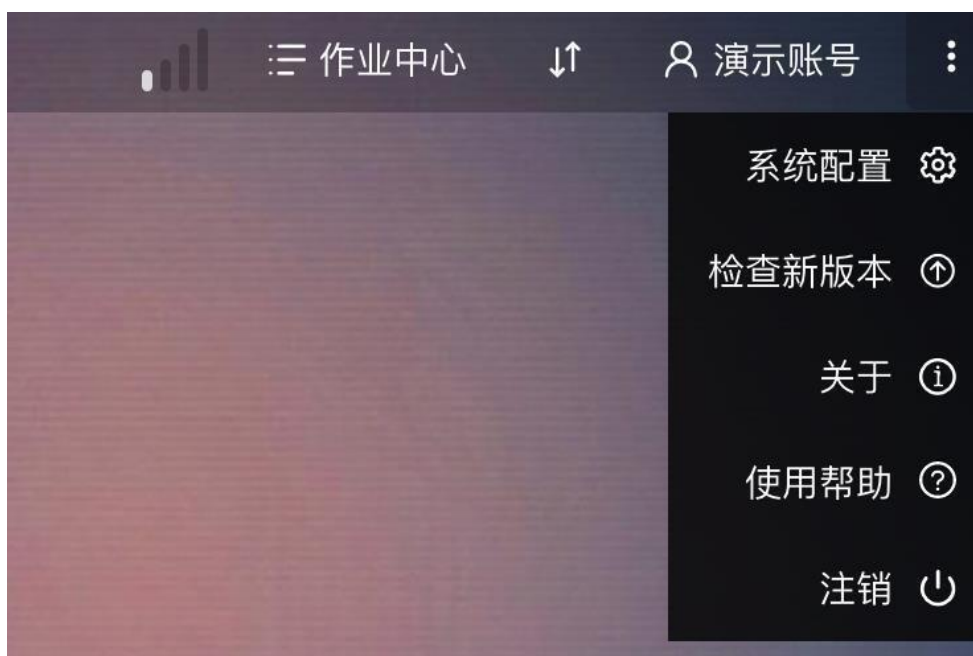 作业中心 演示账号
系统配置
检查新版本
关于
使用帮助
注销